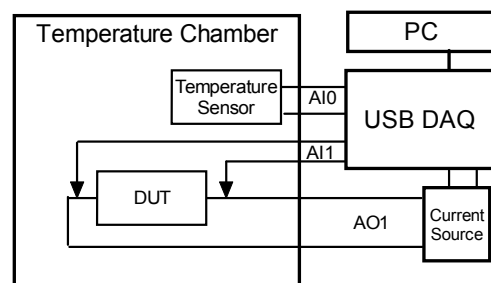 Temperature Chamber
PC
Temperature
Sensor
AI0
USB DAQ
AI1
DUT
AO1
Current
Source